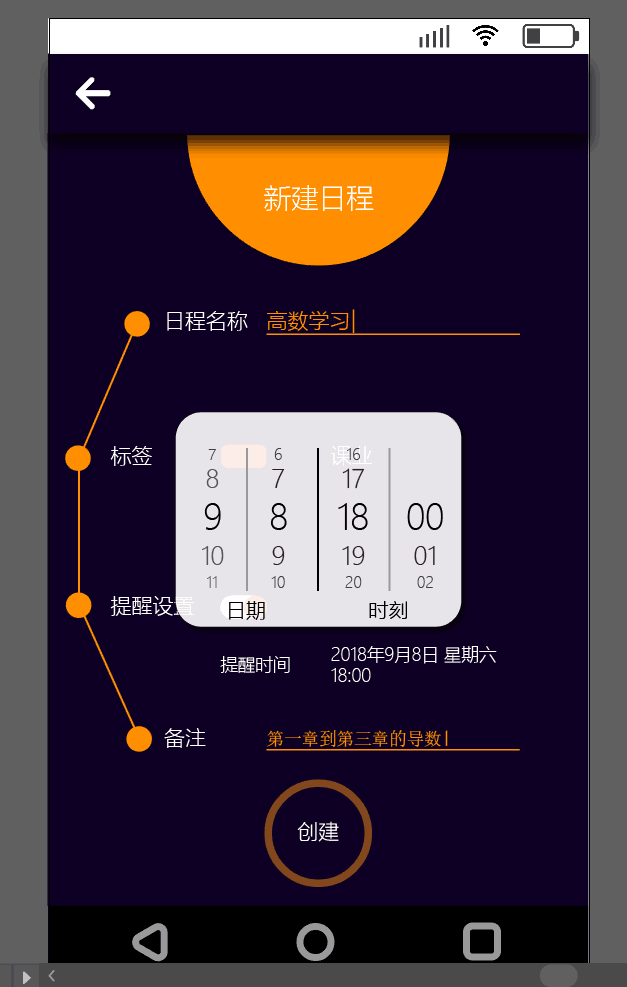 新建日程
日程名称 高数学习
7 6 16
标签 课业
8 7 17
9 8 18 00
10 9 19 01
11 10 20 02
提醒设置 日期 时刻
提醒时间 2018年9月8日 星期六
18:00
备注 第一章到第三章的导数
创建